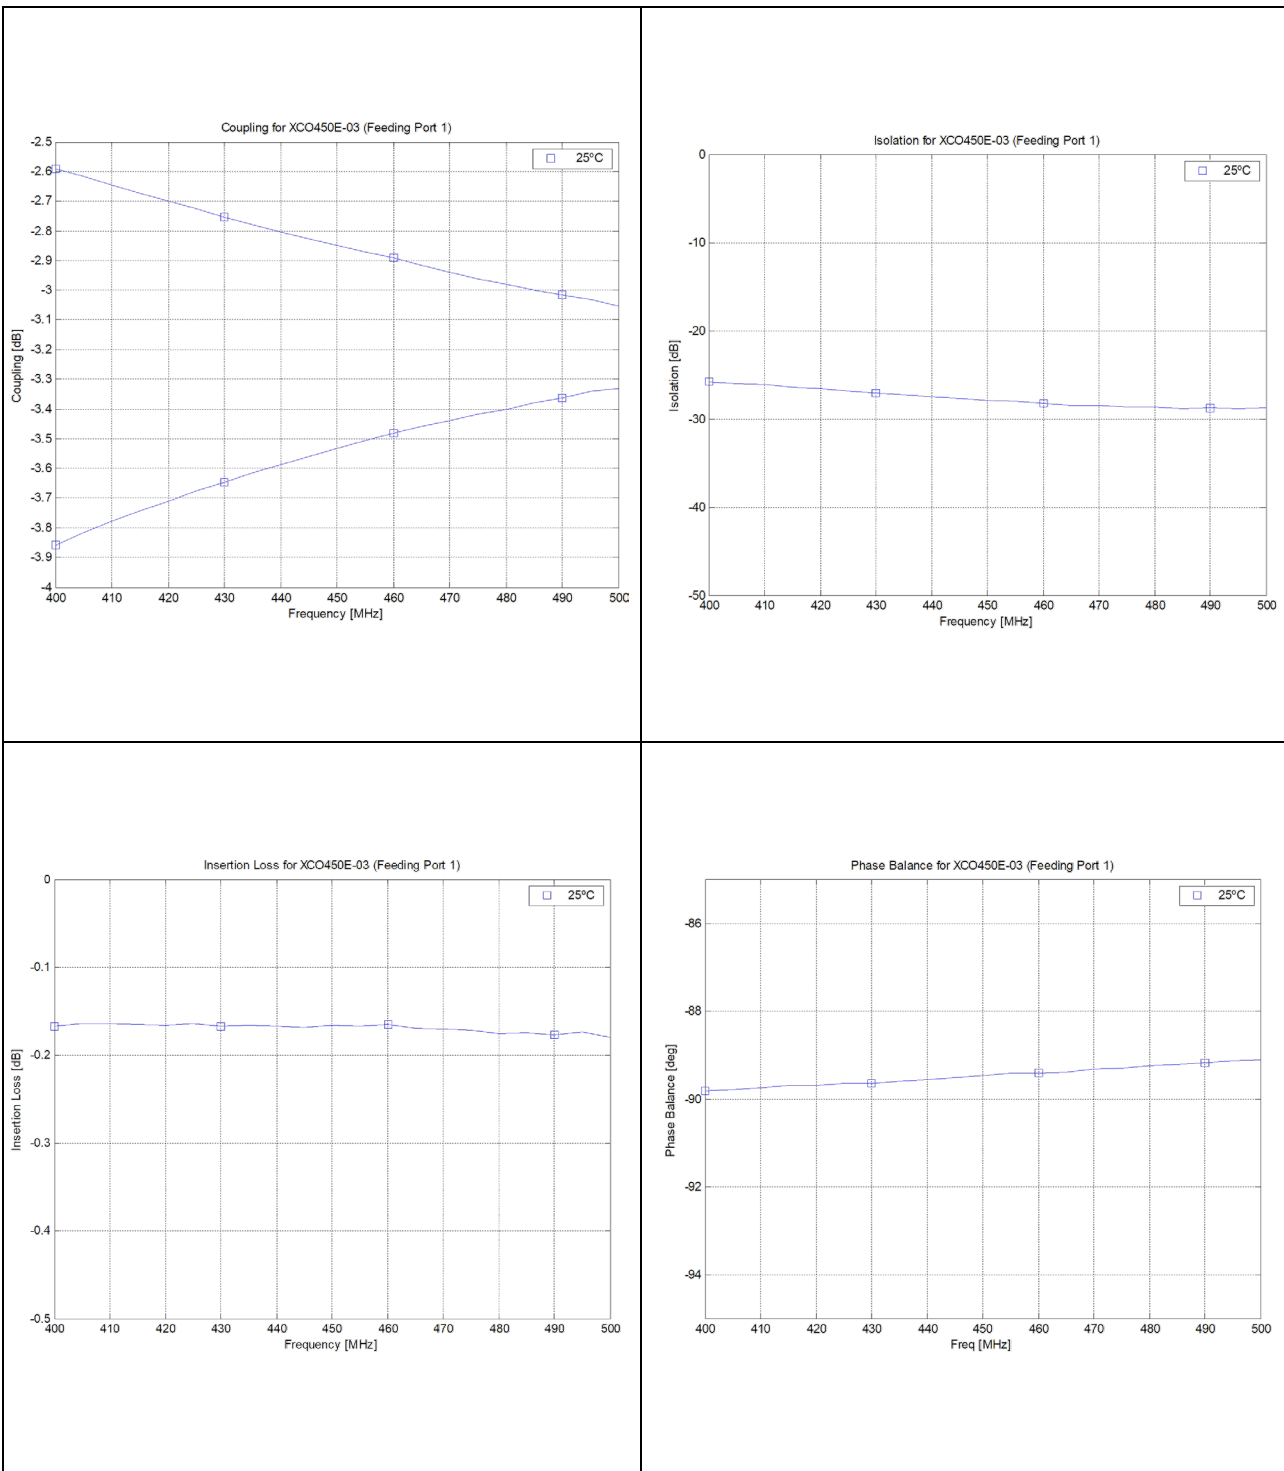 Coupling for XCO450E-03 (Feeding Port 1)
25ºC
Coupling [dB]
-2.5
-2.6
-2.7
-2.8
-2.9
-3
-3.1
-3.2
-3.3
-3.4
-3.5
-3.6
-3.7
-3.8
-3.9
-4
400 410 420 430 440 450 460 470 480 490 500
Frequency [MHz]
Isolation for XCO450E-03 (Feeding Port 1)
25ºC
Isolation [dB]
0
-10
-20
-30
-40
-50
400 410 420 430 440 450 460 470 480 490 500
Frequency [MHz]
Insertion Loss for XCO450E-03 (Feeding Port 1)
25ºC
Insertion Loss [dB]
0
-0.1
-0.2
-0.3
-0.4
-0.5
400 410 420 430 440 450 460 470 480 490 500
Frequency [MHz]
Phase Balance for XCO450E-03 (Feeding Port 1)
25ºC
Phase Balance [deg]
-86
-88
-90
-92
-94
400 410 420 430 440 450 460 470 480 490 500
Freq [MHz]